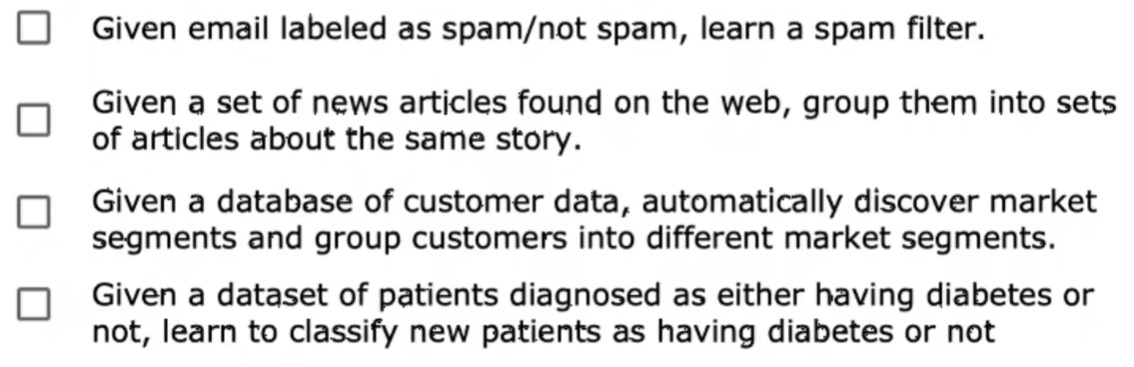 Given email labeled as spam/not spam, learn a spam filter.
Given a set of news articles found on the web, group them into sets
of articles about the same story.
Given a database of customer data, automatically discover market
segments and group customers into different market segments.
Given a dataset of patients diagnosed as either having diabetes or
not, learn to classify new patients as having diabetes or not